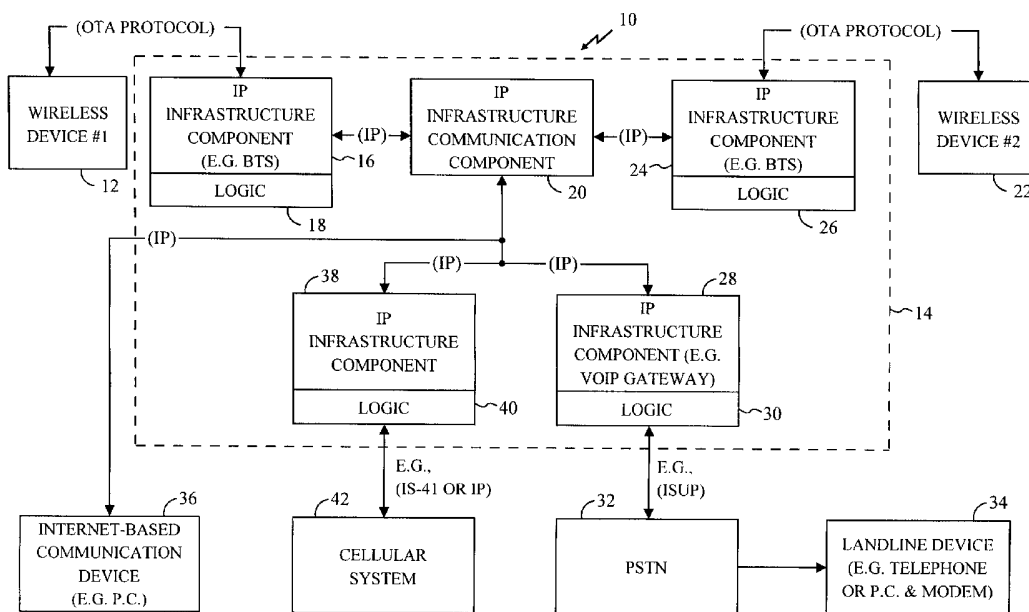 10
(OTA PROTOCOL)
(OTA PROTOCOL)
WIRELESS
DEVICE #1
12
IP
INFRASTRUCTURE
COMPONENT
(E.G. BTS)
16
LOGIC
18
(IP)
IP
INFRASTRUCTURE
COMMUNICATION
COMPONENT
20
(IP)
IP
INFRASTRUCTURE
COMPONENT
(E.G. BTS)
24
LOGIC
26
WIRELESS
DEVICE #2
22
(IP)
(IP)
(IP)
38
IP
INFRASTRUCTURE
COMPONENT
LOGIC
40
28
IP
INFRASTRUCTURE
COMPONENT (E.G.
VOIP GATEWAY)
LOGIC
30
14
E.G.,
(IS-41 OR IP)
E.G.,
(ISUP)
36
INTERNET-BASED
COMMUNICATION
DEVICE
(E.G. P.C.)
42
CELLULAR
SYSTEM
32
PSTN
34
LANDLINE DEVICE
(E.G. TELEPHONE
OR P.C. & MODEM)